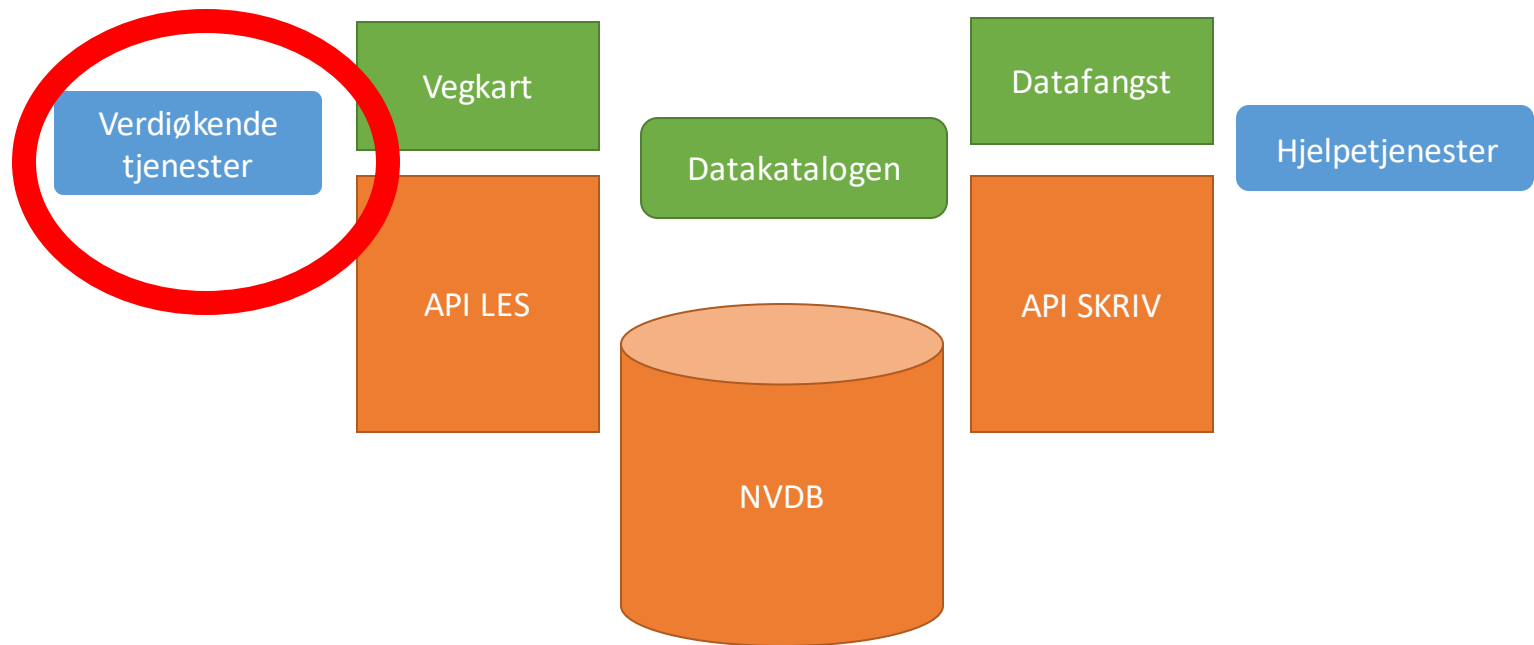 Verdiøkende
tjenester
Vegkart
Datakatalogen
Datafangst
Hjelpetjenester
API LES
API SKRIV
NVDB